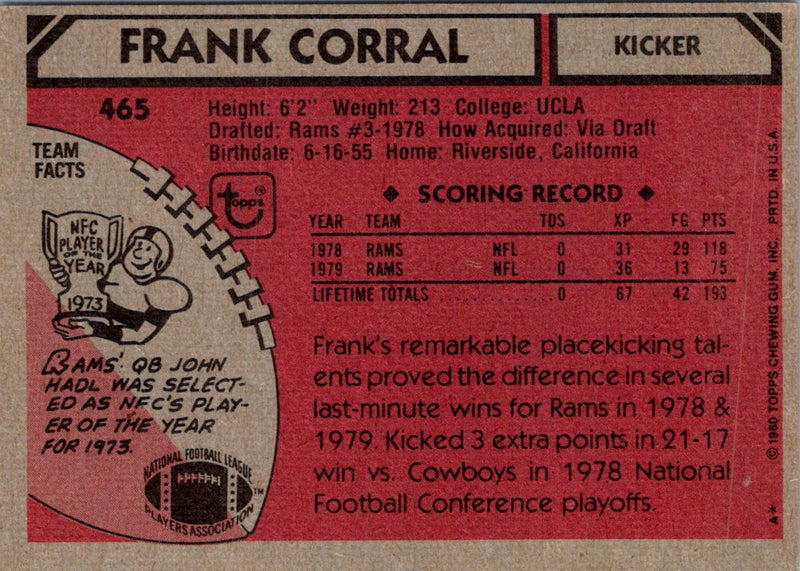 FRANK CORRAL
KICKER
465
Height: 6'2" Weight: 213 College: UCLA
Drafted: Rams #3-1978 How Acquired: Via Draft
Birthdate: 6-16-55 Home: Riverside, California
TEAM
FACTS
topps®
NFC
PLAYER
OF THE
YEAR
1973
RAMS' QB JOHN
HADL WAS SELECT-
ED AS NFC'S PLAY-
ER OF THE YEAR
FOR 1973.
NATIONAL FOOTBALL LEAGUE
PLAYERS ASSOCIATION
™
◆ SCORING RECORD ◆
YEAR TEAM TDS XP FG PTS
1978 RAMS NFL 0 31 29 118
1979 RAMS NFL 0 36 13 75
LIFETIME TOTALS ............. 0 67 42 193
Frank's remarkable placekicking tal-
ents proved the difference in several
last-minute wins for Rams in 1978 &
1979. Kicked 3 extra points in 21-17
win vs. Cowboys in 1978 National
Football Conference playoffs.
© 1980 TOPPS CHEWING GUM, INC. PRTD. IN U.S.A.
A*